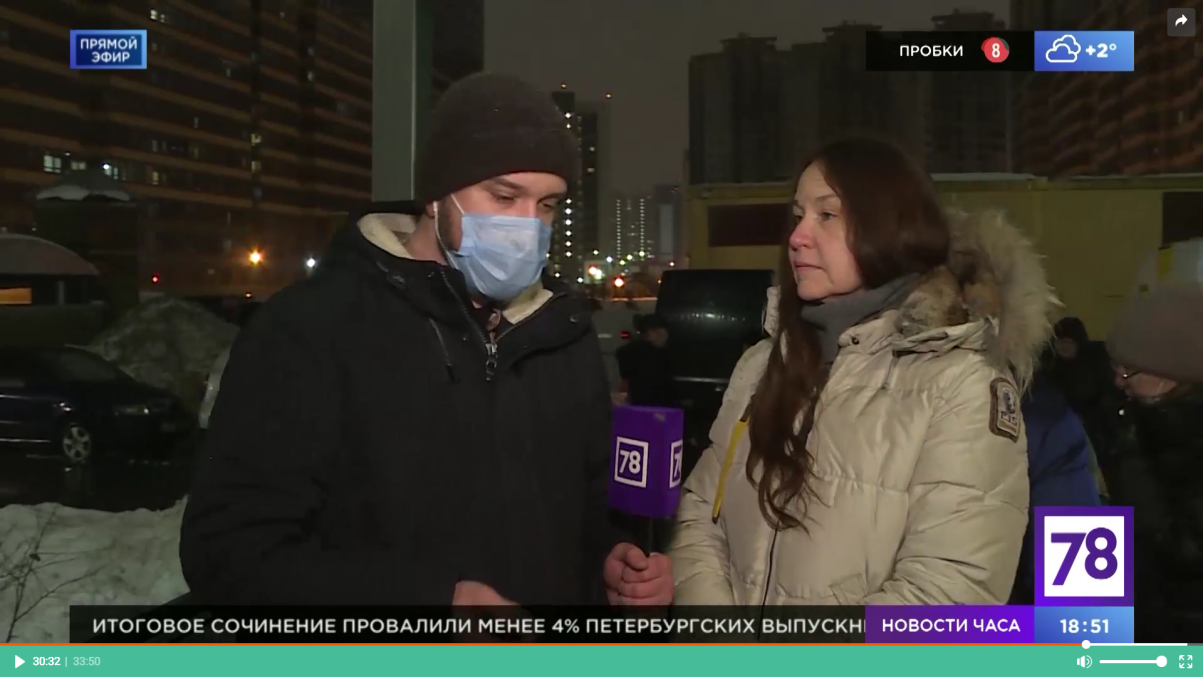 ПРЯМОЙ
ЭФИР
ПРОБКИ 8
+2°
78
78
ИТОГОВОЕ СОЧИНЕНИЕ ПРОВАЛИЛИ МЕНЕЕ 4% ПЕТЕРБУРГСКИХ ВЫПУСКН
НОВОСТИ ЧАСА
18:51
30:32 | 33:50